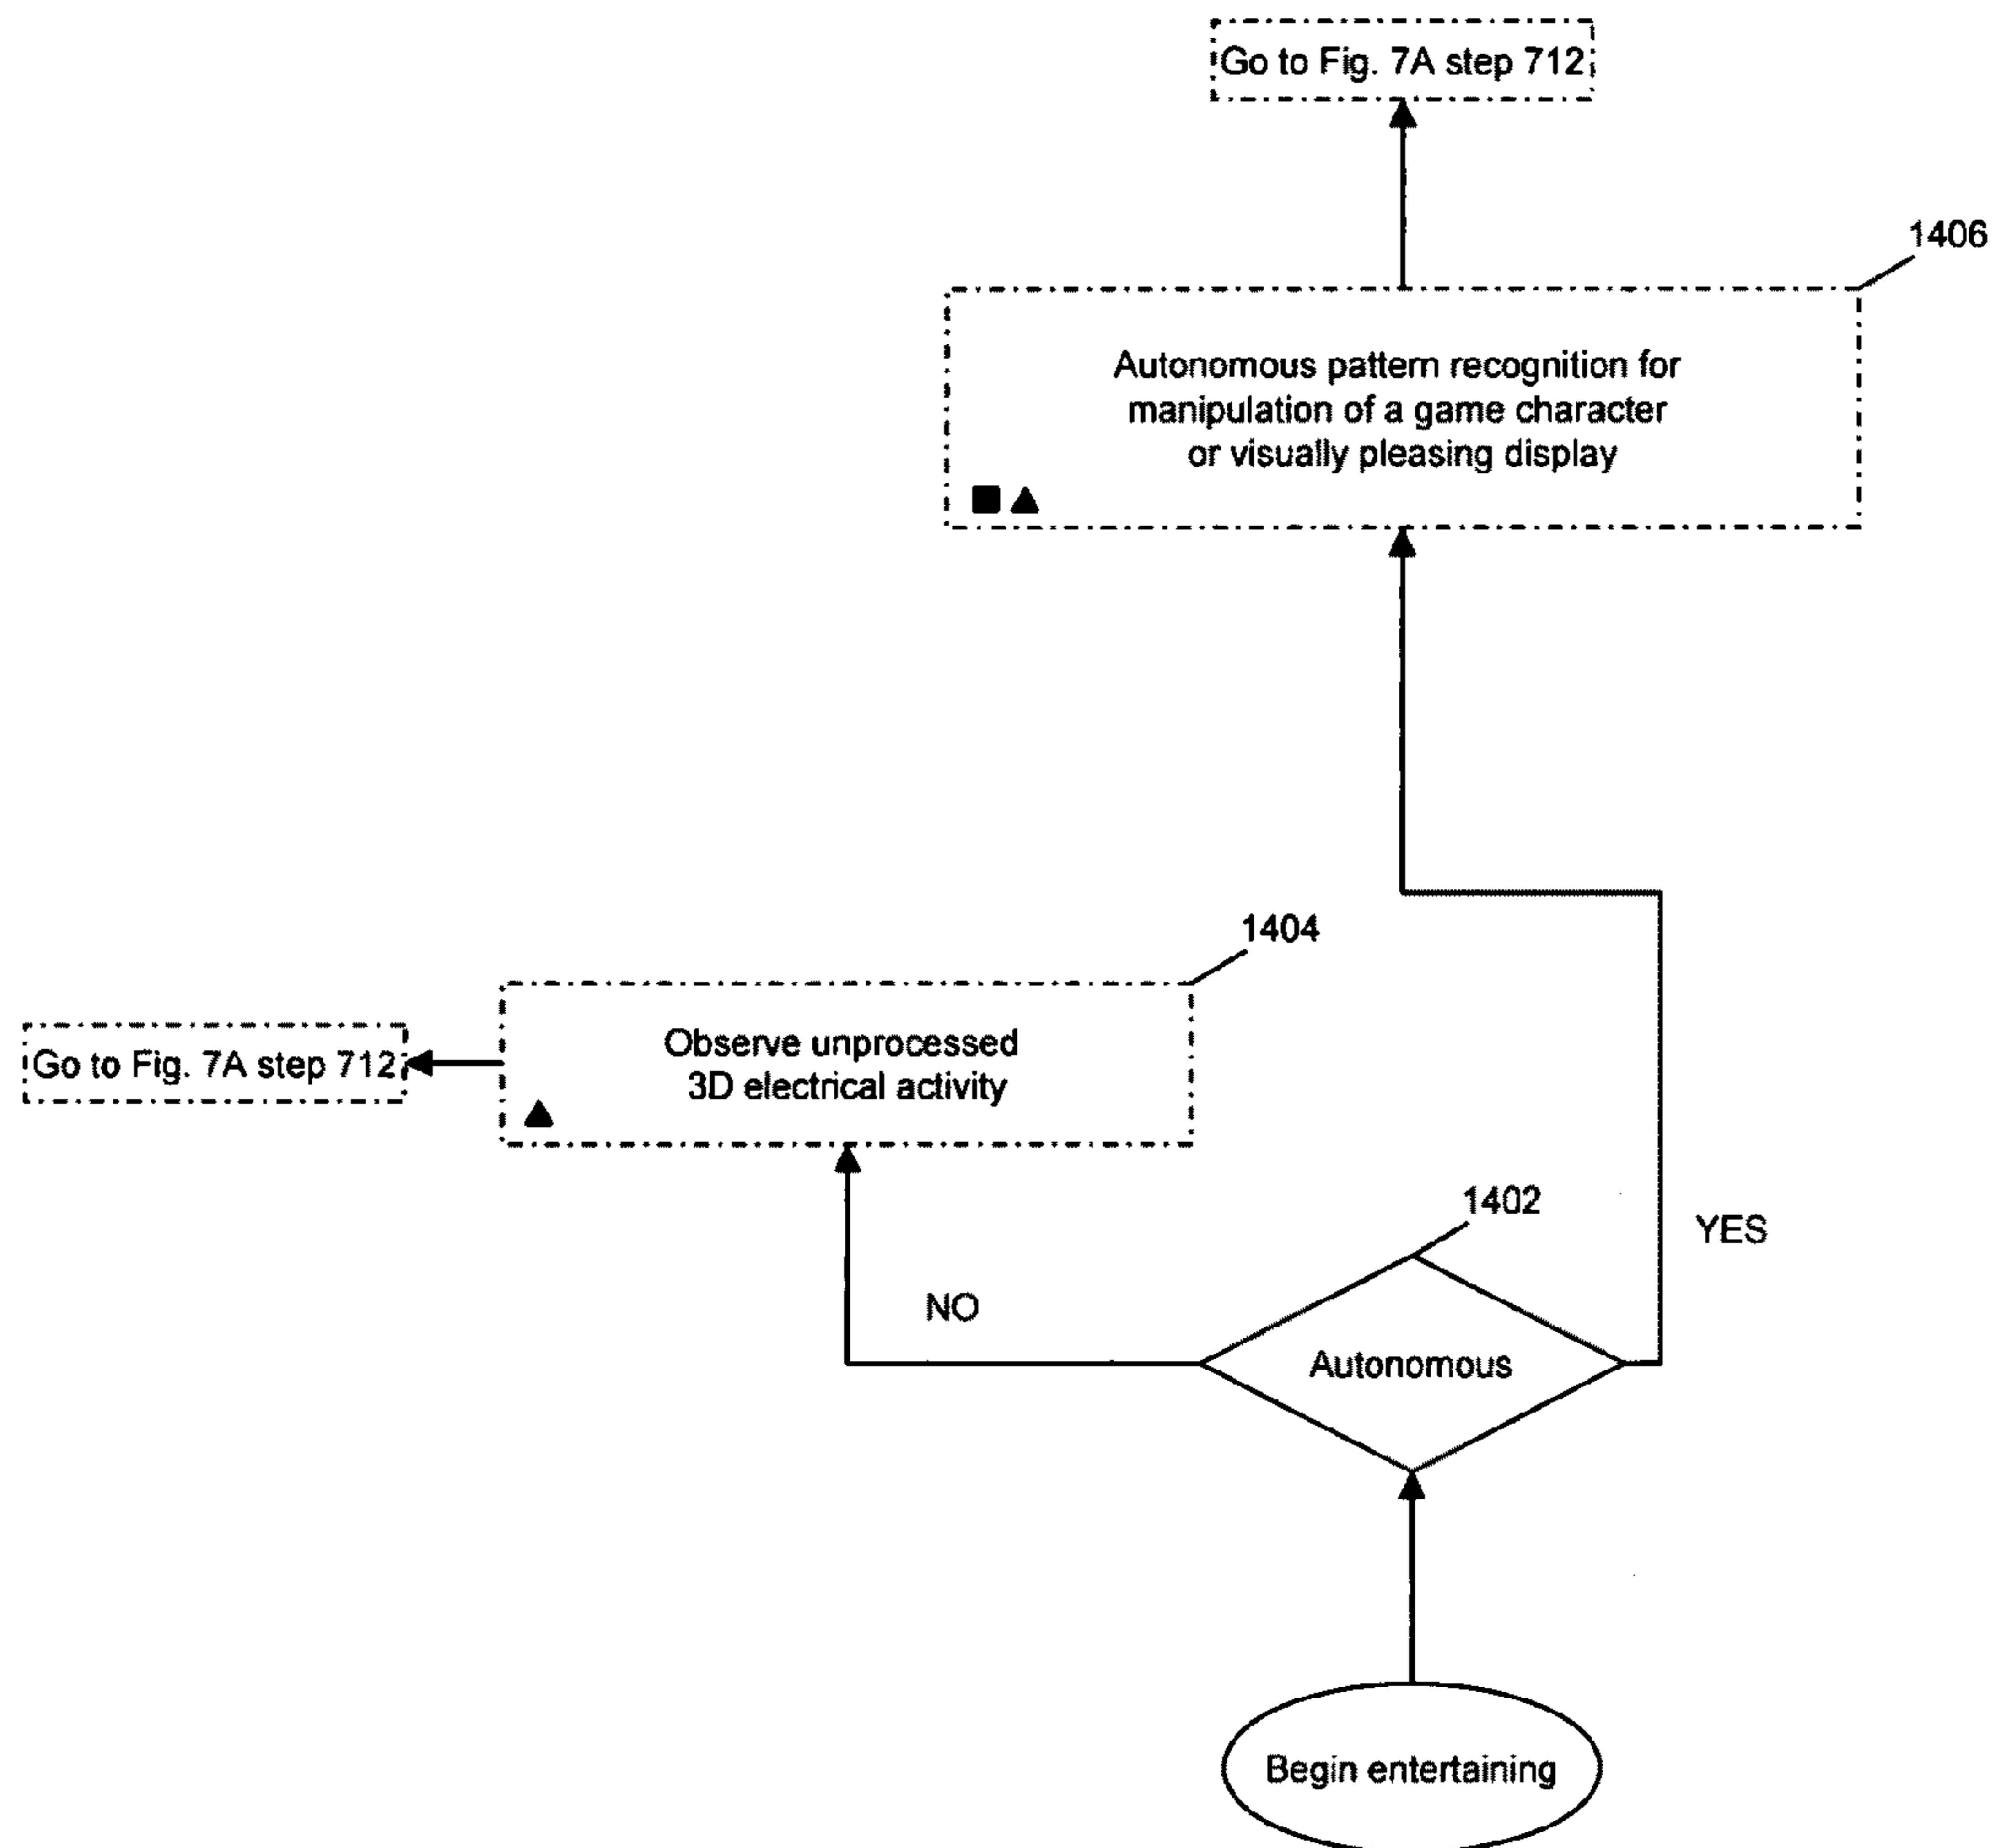 Go to Fig. 7A step 712
1406
Autonomous pattern recognition for
manipulation of a game character
or visually pleasing display
1404
Observe unprocessed
3D electrical activity
Go to Fig. 7A step 712
1402
YES
NO
Autonomous
Begin entertaining